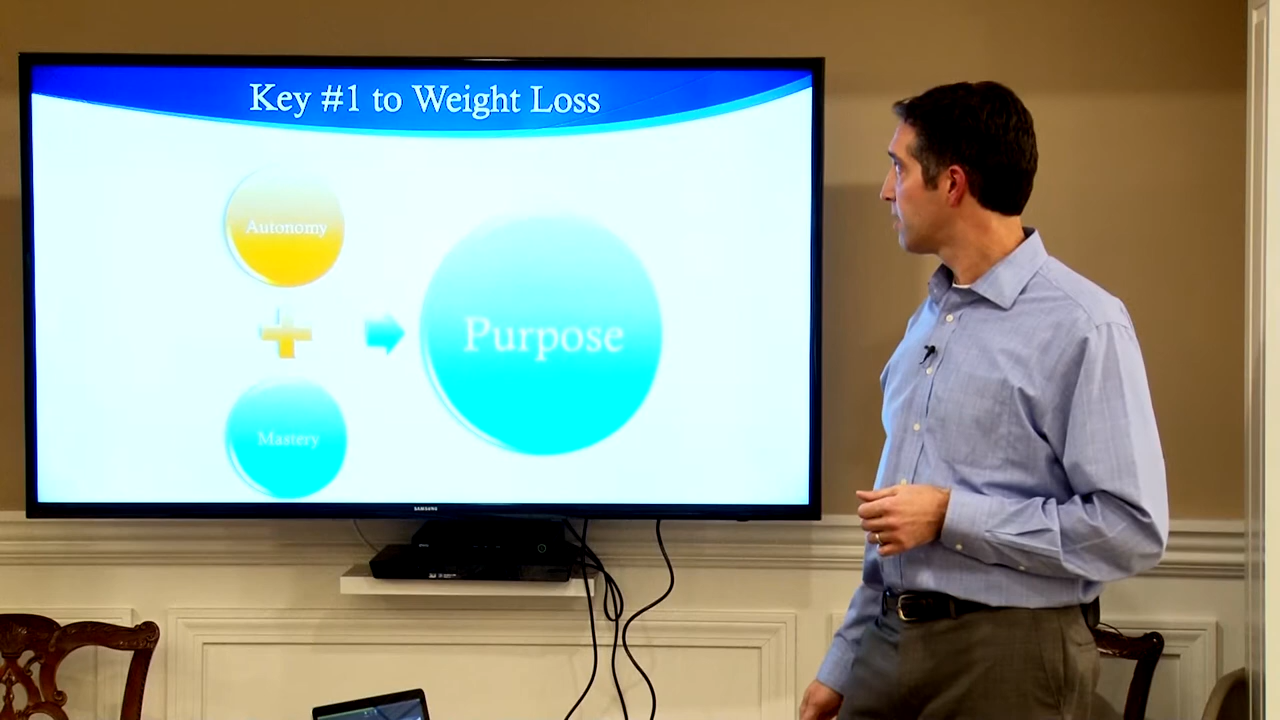 Key #1 to Weight Loss
Autonomy
Purpose
Mastery
SAMSUNG